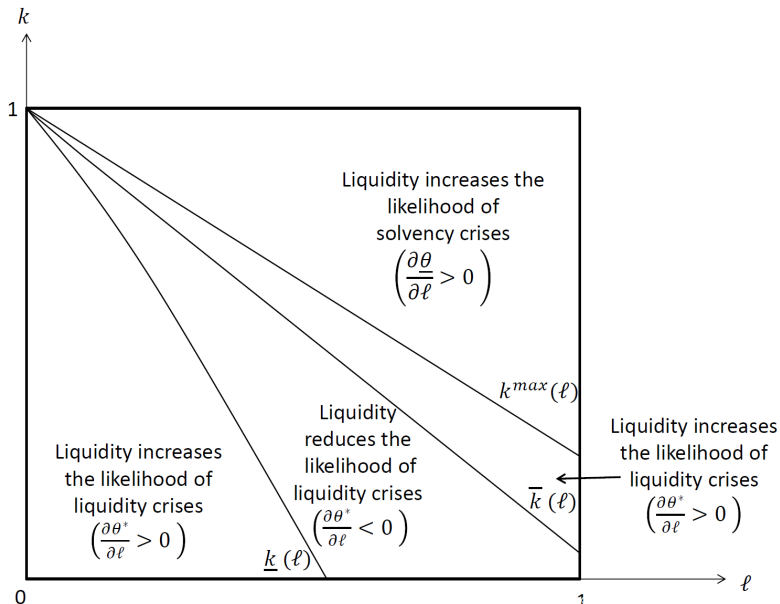 k
1
Liquidity increases the
likelihood of
solvency crises
(∂θ̲/∂ℓ > 0)
k^{max}(ℓ)
Liquidity
reduces the
likelihood of
liquidity crises
(∂θ*/∂ℓ < 0)
Liquidity increases
the likelihood of
liquidity crises
(∂θ*/∂ℓ > 0)
Liquidity increases
the likelihood of
liquidity crises
(∂θ*/∂ℓ > 0)
k̅ (ℓ)
k̲ (ℓ)
0
1
ℓ